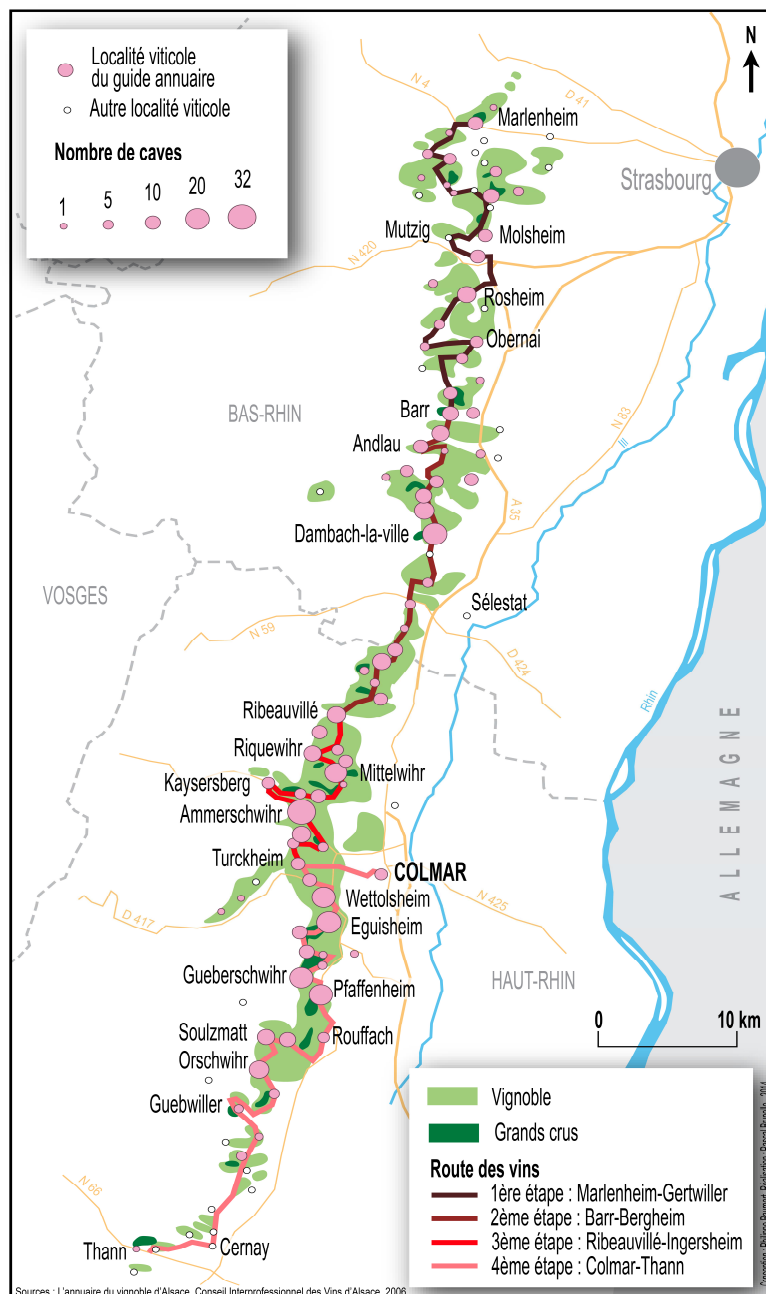 Localité viticole
du guide annuaire
Autre localité viticole
Nombre de caves
1 5 10 20 32
N
N 4
D 41
Marlenheim
Strasbourg
Mutzig
Molsheim
N 420
Rosheim
Obernai
BAS-RHIN
Barr
N 83
Ill
Andlau
A 35
Dambach-la-ville
VOSGES
Sélestat
N 59
D 424
Rhin
Ribeauvillé
ALLEMAGNE
Riquewihr
Mittelwihr
Kaysersberg
Ammerschwihr
Turckheim
COLMAR
Wettolsheim
N 425
D 417
Eguisheim
Gueberschwihr
HAUT-RHIN
Pfaffenheim
0 10 km
Soulzmatt
Rouffach
Orschwihr
Guebwiller
N 66
Thann
Cernay
Vignoble
Grands crus
Route des vins
1ère étape : Marlenheim-Gertwiller
2ème étape : Barr-Bergheim
3ème étape : Ribeauvillé-Ingersheim
4ème étape : Colmar-Thann
Sources : L'annuaire du vignoble d'Alsace, Conseil Interprofessionnel des Vins d'Alsace, 2006